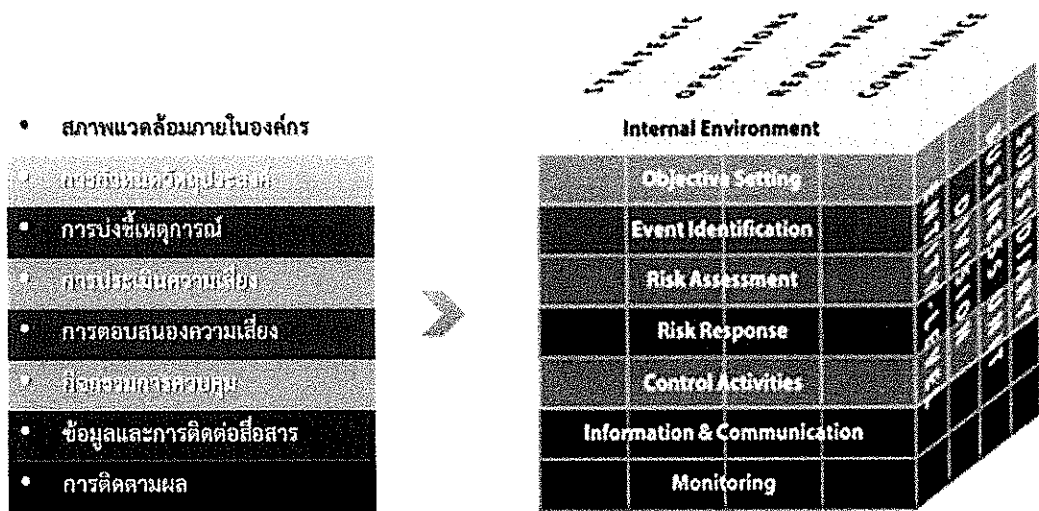 STRATEGIC
OPERATIONS
REPORTING
COMPLIANCE
• สภาพแวดล้อมภายในองค์กร
• การกำหนดวัตถุประสงค์
• การบ่งชี้เหตุการณ์
• การประเมินความเสี่ยง
• การตอบสนองความเสี่ยง
• กิจกรรมการควบคุม
• ข้อมูลและการติดต่อสื่อสาร
• การติดตามผล
Internal Environment
Objective Setting
Event Identification
Risk Assessment
Risk Response
Control Activities
Information & Communication
Monitoring
ENTITY-LEVEL
DIVISION
BUSINESS UNIT
SUBSIDIARY